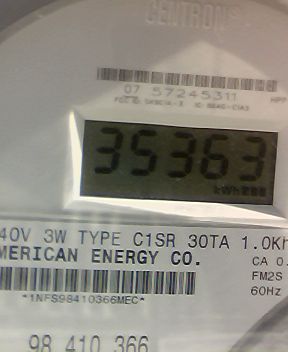 CENTRON
07 57245311
35363
kWh
40V 3W TYPE C1SR 30TA 1.0Kh
MERICAN ENERGY CO.
CA 0.
FM2S
*1NFS98410366MEC*
60Hz
98 410 366